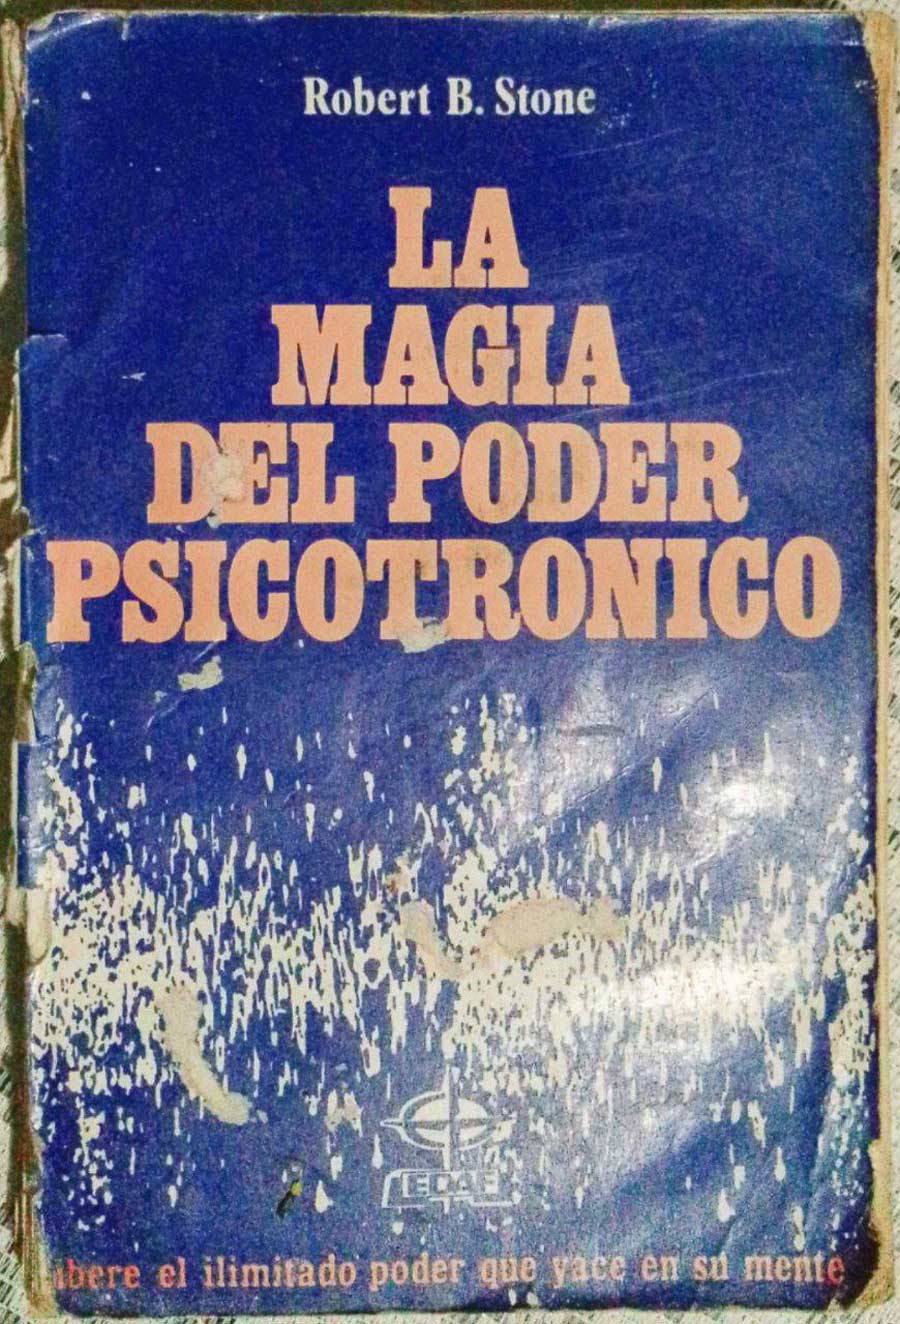 Robert B. Stone
LA
MAGIA
DEL PODER
PSICOTRONICO
EDAF
ibere el ilimitado poder que yace en su mente